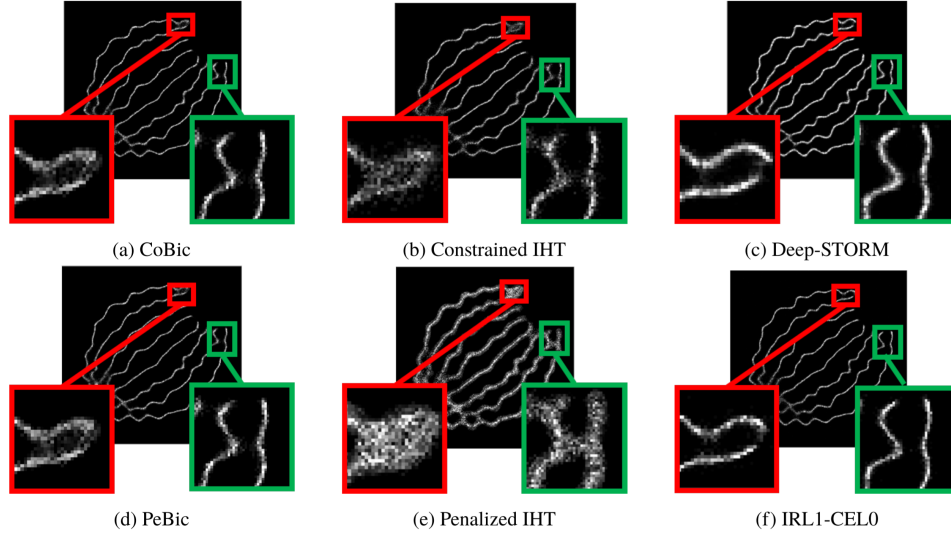 (a) CoBic
(b) Constrained IHT
(c) Deep-STORM
(d) PeBic
(e) Penalized IHT
(f) IRL1-CEL0